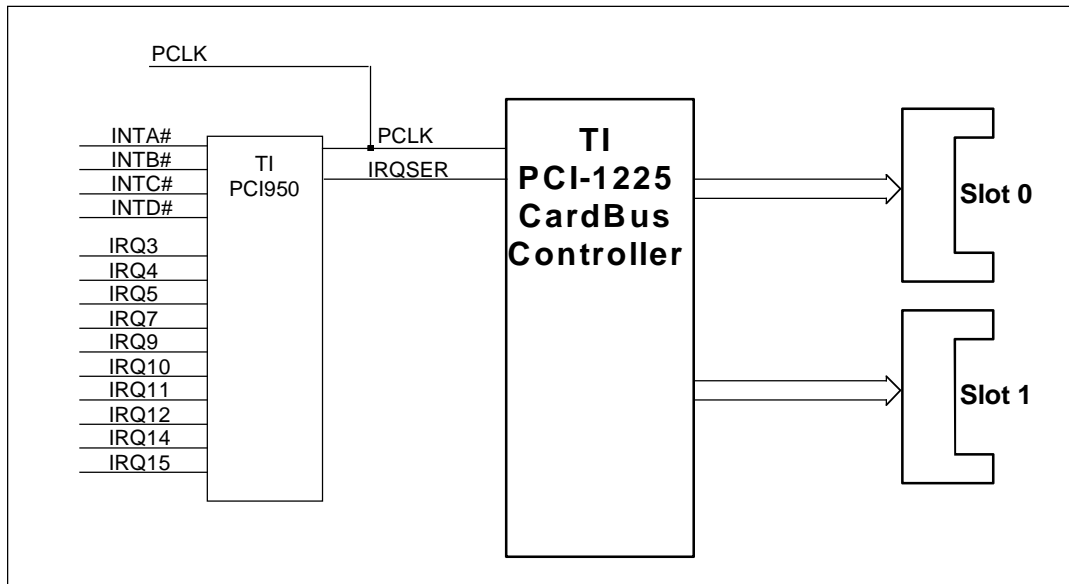 PCLK
INTA#
INTB#
INTC#
INTD#
IRQ3
IRQ4
IRQ5
IRQ7
IRQ9
IRQ10
IRQ11
IRQ12
IRQ14
IRQ15
TI
PCI950
PCLK
IRQSER
TI
PCI-1225
CardBus
Controller
Slot 0
Slot 1